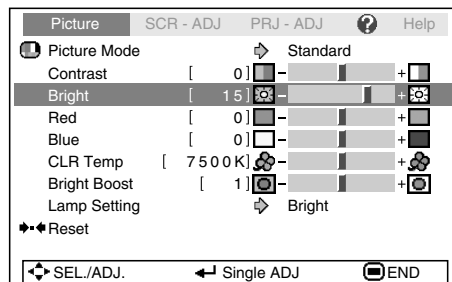 Picture SCR - ADJ PRJ - ADJ ? Help
Picture Mode Standard
Contrast [ 0] - +
Bright [ 15] - +
Red [ 0] - +
Blue [ 0] - +
CLR Temp [ 7500K] - +
Bright Boost [ 1] - +
Lamp Setting Bright
Reset
SEL./ADJ. Single ADJ END